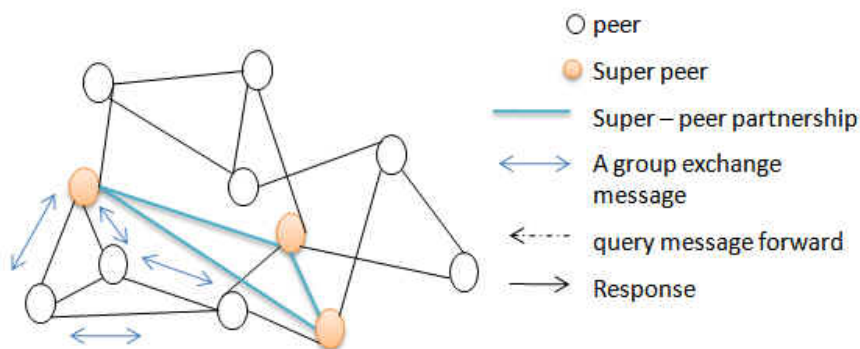 peer
Super peer
Super – peer partnership
A group exchange
message
query message forward
Response